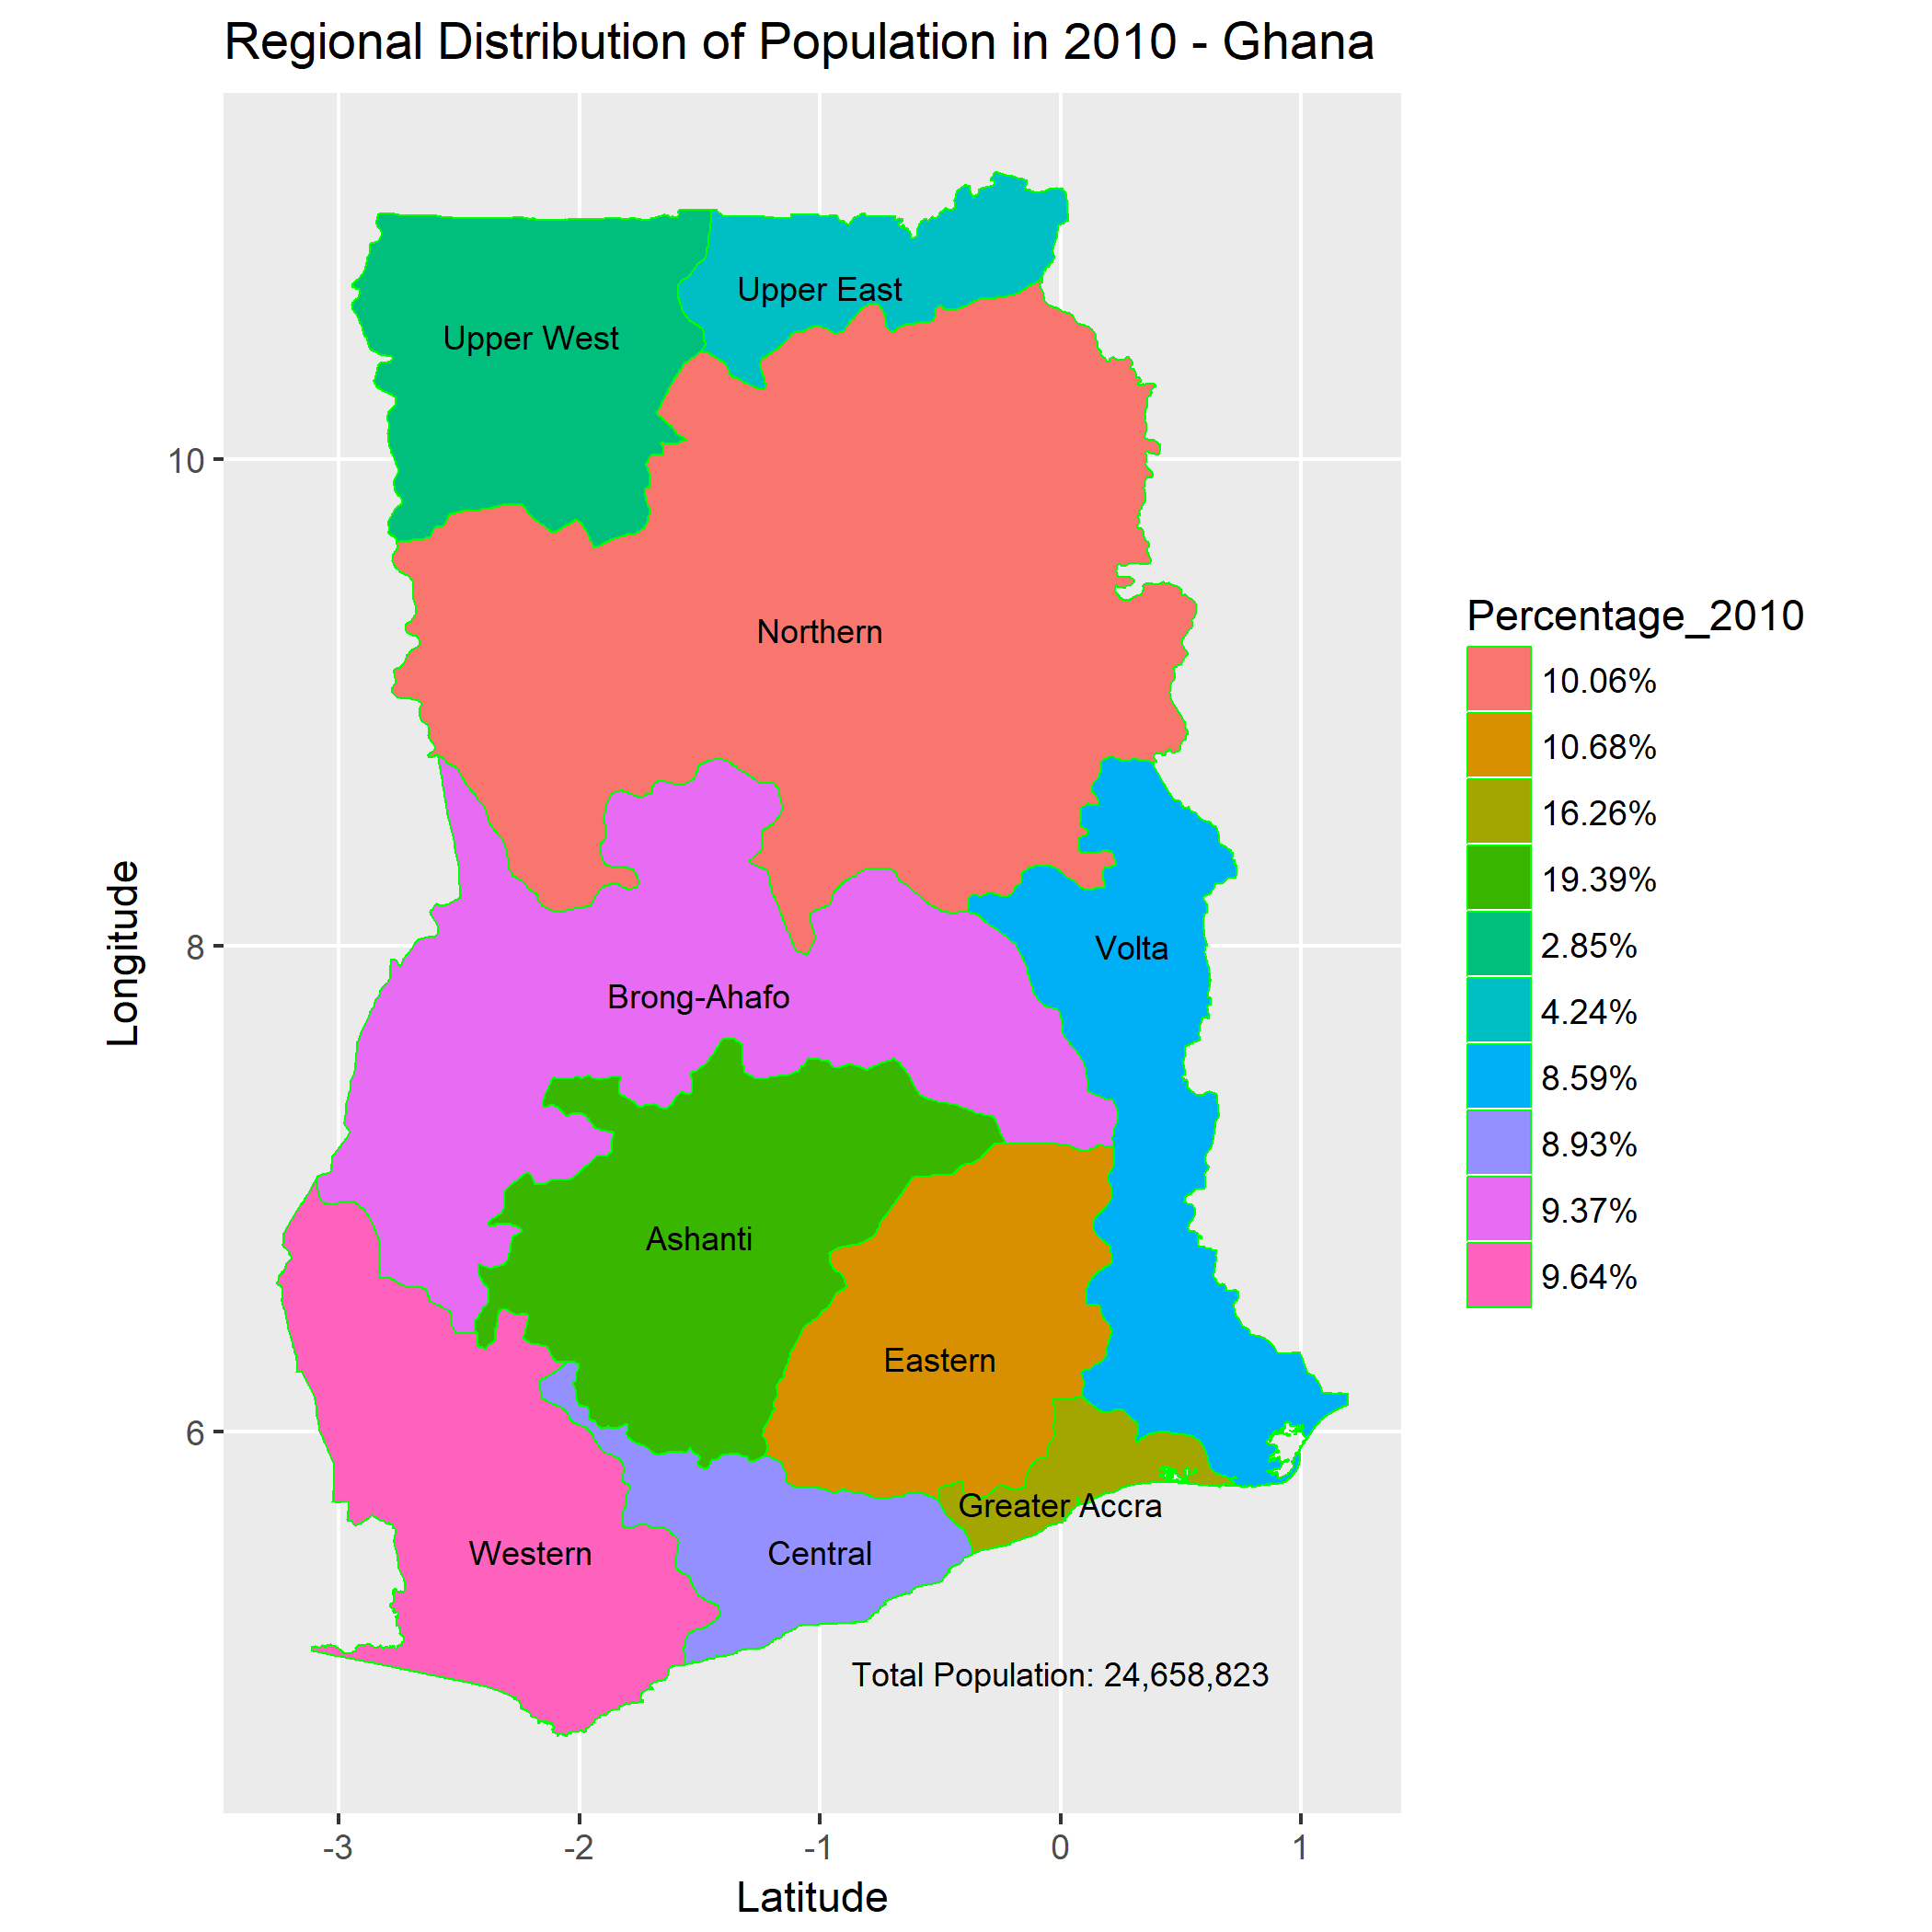 Regional Distribution of Population in 2010 - Ghana
Upper East
Upper West
10
Northern
Percentage_2010
10.06%
10.68%
16.26%
19.39%
2.85%
4.24%
8.59%
8.93%
9.37%
9.64%
Longitude
8
Volta
Brong-Ahafo
Ashanti
Eastern
6
Greater Accra
Western
Central
Total Population: 24,658,823
-3 -2 -1 0 1
Latitude